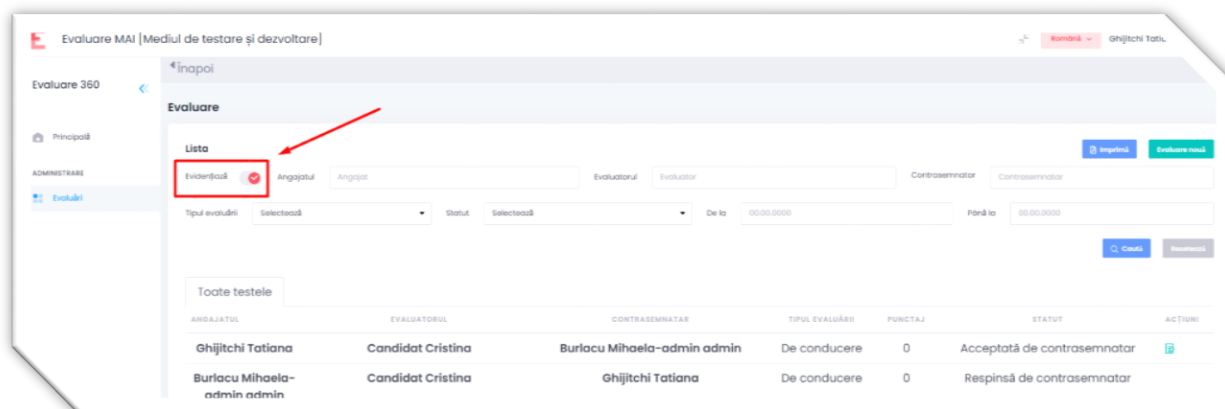 Evaluare MAI [Mediul de testare și dezvoltare]
Română
Ghijitchi
Înapoi
Evaluare 360
Evaluare
Principală
Lista
Imprimă
Evaluare nouă
ADMINISTRARE
Evidențiază
Angajatul
Angajat
Evaluatorul
Evaluator
Contrasemnatar
Contrasemnatar
Evaluări
Tipul evaluării
Selectează
Statut
Selectează
De la
00.00.0000
Până la
00.00.0000
Caută
Resetează
Toate testele
ANGAJATUL EVALUATORUL CONTRASEMNATAR TIPUL EVALUĂRII PUNCTAJ STATUT ACȚIUNI
Ghijitchi Tatiana Candidat Cristina Burlacu Mihaela-admin admin De conducere 0 Acceptată de contrasemnatar
Burlacu Mihaela- Candidat Cristina Ghijitchi Tatiana De conducere 0 Respinsă de contrasemnatar
admin admin